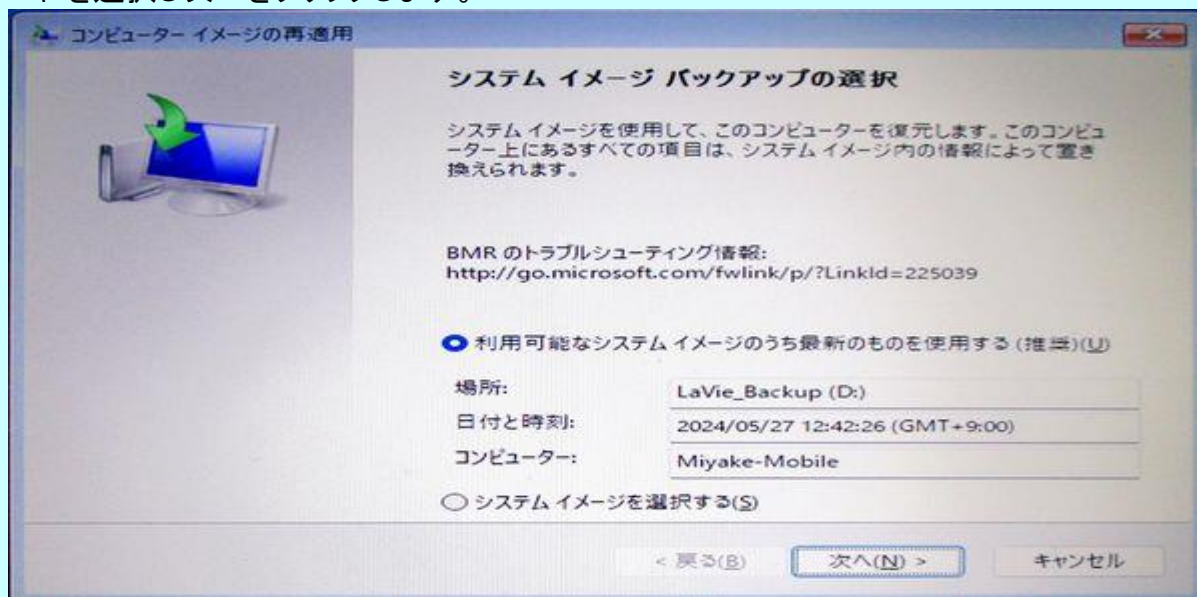 コンピューター イメージの再適用
システム イメージ バックアップの選択
システム イメージを使用して、このコンピューターを復元します。このコンピュ
ーター上にあるすべての項目は、システム イメージ内の情報によって置き
換えられます。
BMR のトラブルシューティング情報:
http://go.microsoft.com/fwlink/p/?LinkId=225039
利用可能なシステム イメージのうち最新のものを使用する (推奨)(U)
場所: LaVie_Backup (D:)
日付と時刻: 2024/05/27 12:42:26 (GMT+9:00)
コンピューター: Miyake-Mobile
システム イメージを選択する(S)
< 戻る(B) 次へ(N) > キャンセル